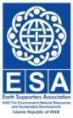 ESA
Earth Supporters Association
NGO For Environment Natural Resources
and Sustainable Development
Islamic Republic of IRAN